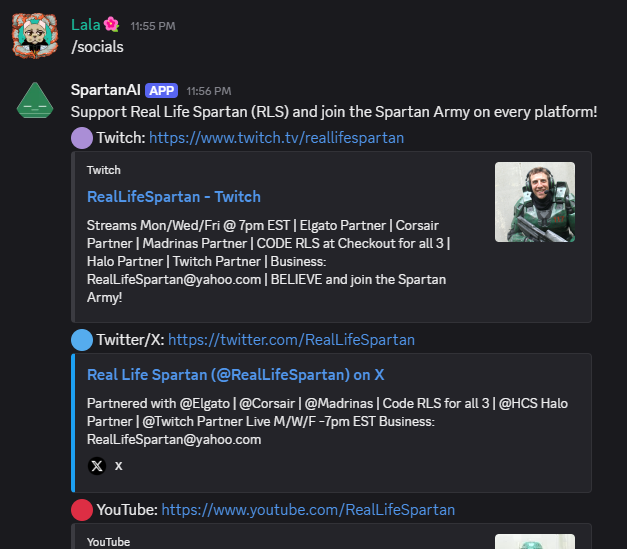 Lala🌺 11:55 PM
/socials
SpartanAI APP 11:56 PM
Support Real Life Spartan (RLS) and join the Spartan Army on every platform!
🟣 Twitch: https://www.twitch.tv/reallifespartan
Twitch
RealLifeSpartan - Twitch
Streams Mon/Wed/Fri @ 7pm EST | Elgato Partner | Corsair
Partner | Madrinas Partner | CODE RLS at Checkout for all 3 |
Halo Partner | Twitch Partner | Business:
RealLifeSpartan@yahoo.com | BELIEVE and join the Spartan
Army!
🔵 Twitter/X: https://twitter.com/RealLifeSpartan
Real Life Spartan (@RealLifeSpartan) on X
Partnered with @Elgato | @Corsair | @Madrinas | Code RLS for all 3 | @HCS Halo
Partner | @Twitch Partner Live M/W/F -7pm EST Business:
RealLifeSpartan@yahoo.com
X
🔴 YouTube: https://www.youtube.com/RealLifeSpartan
YouTube